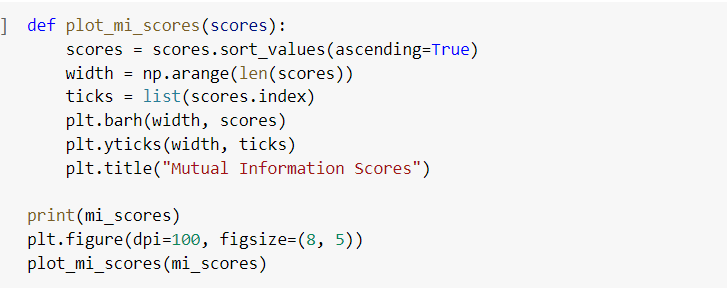 ] def plot_mi_scores(scores):
    scores = scores.sort_values(ascending=True)
    width = np.arange(len(scores))
    ticks = list(scores.index)
    plt.barh(width, scores)
    plt.yticks(width, ticks)
    plt.title("Mutual Information Scores")

print(mi_scores)
plt.figure(dpi=100, figsize=(8, 5))
plot_mi_scores(mi_scores)